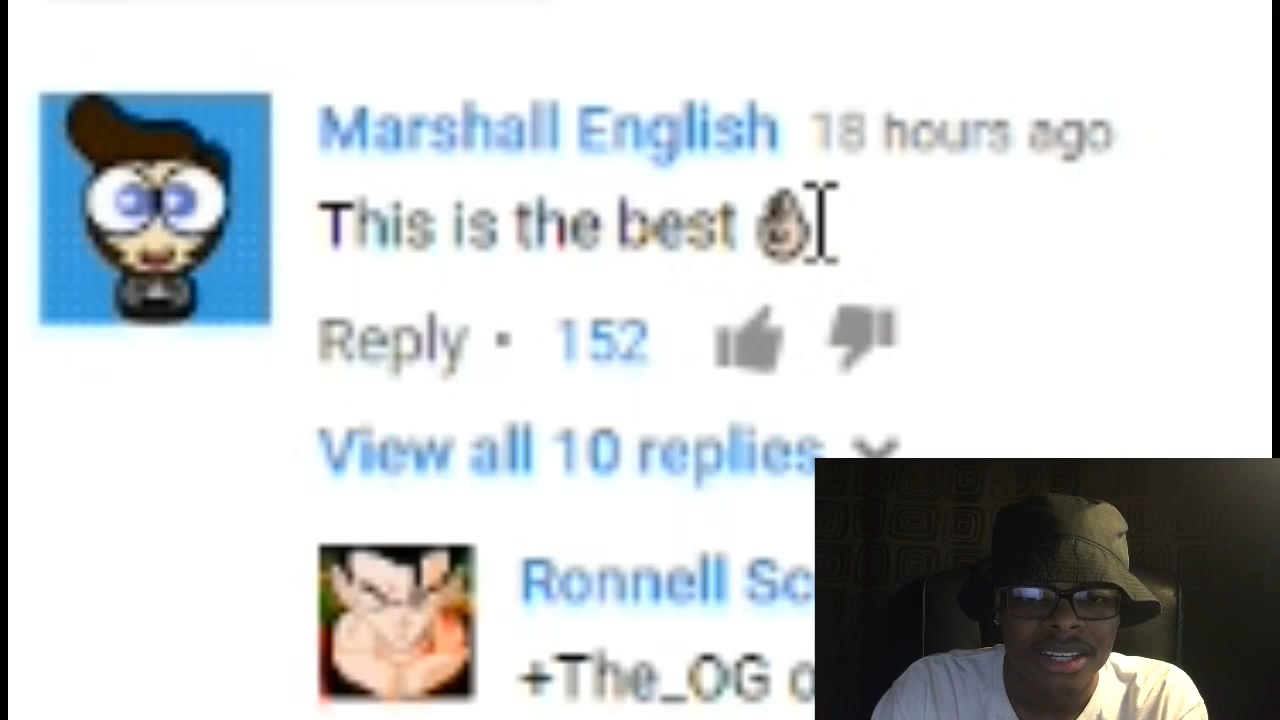 Marshall English 18 hours ago
This is the best 👌
Reply • 152
View all 10 replies
Ronnell Sc
+The_OG